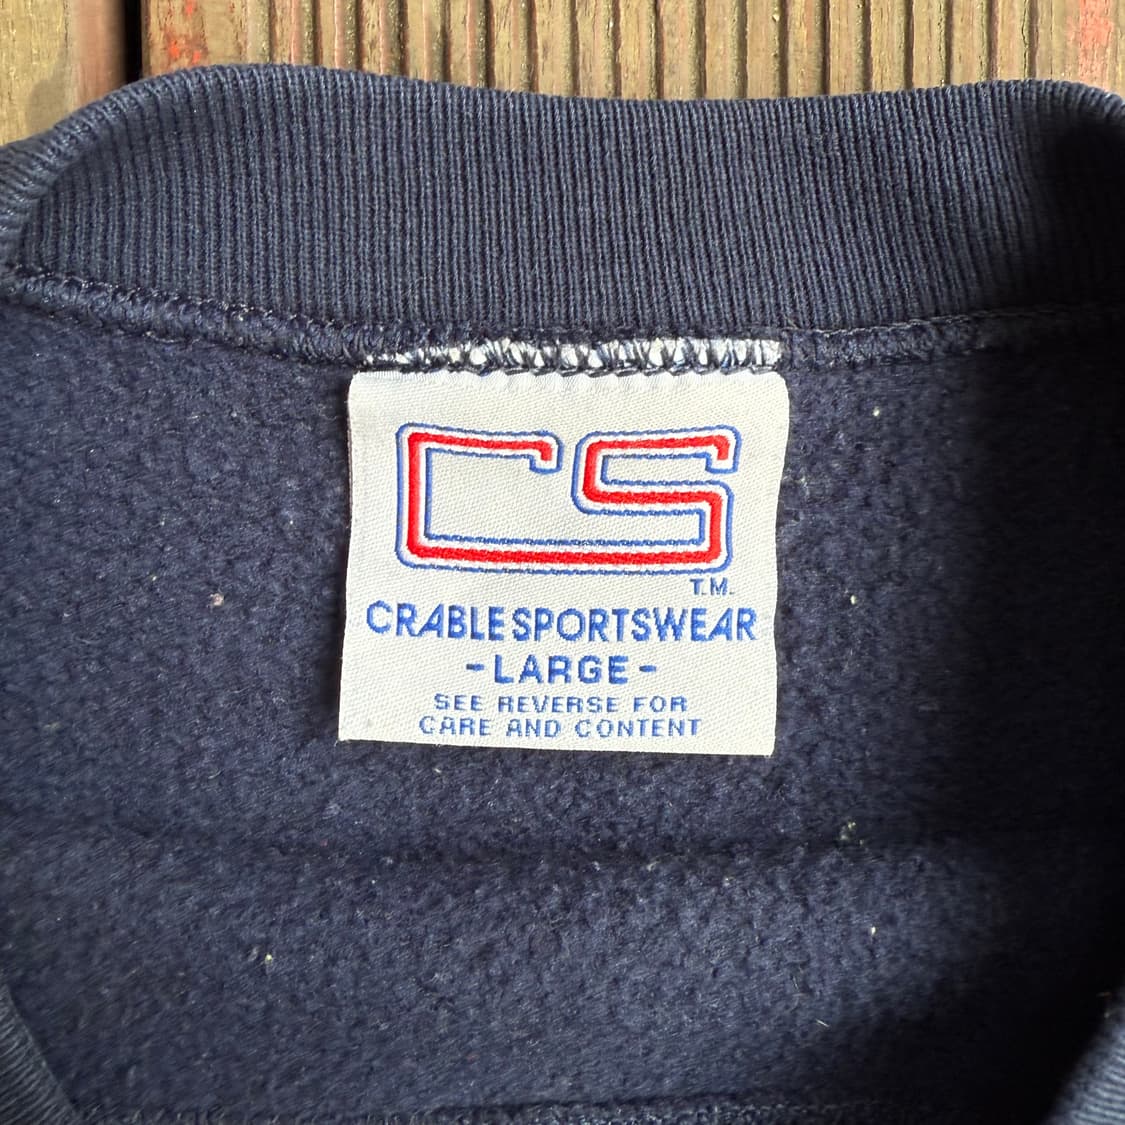 CS
T.M.
CRABLE SPORTSWEAR
- LARGE -
SEE REVERSE FOR
CARE AND CONTENT